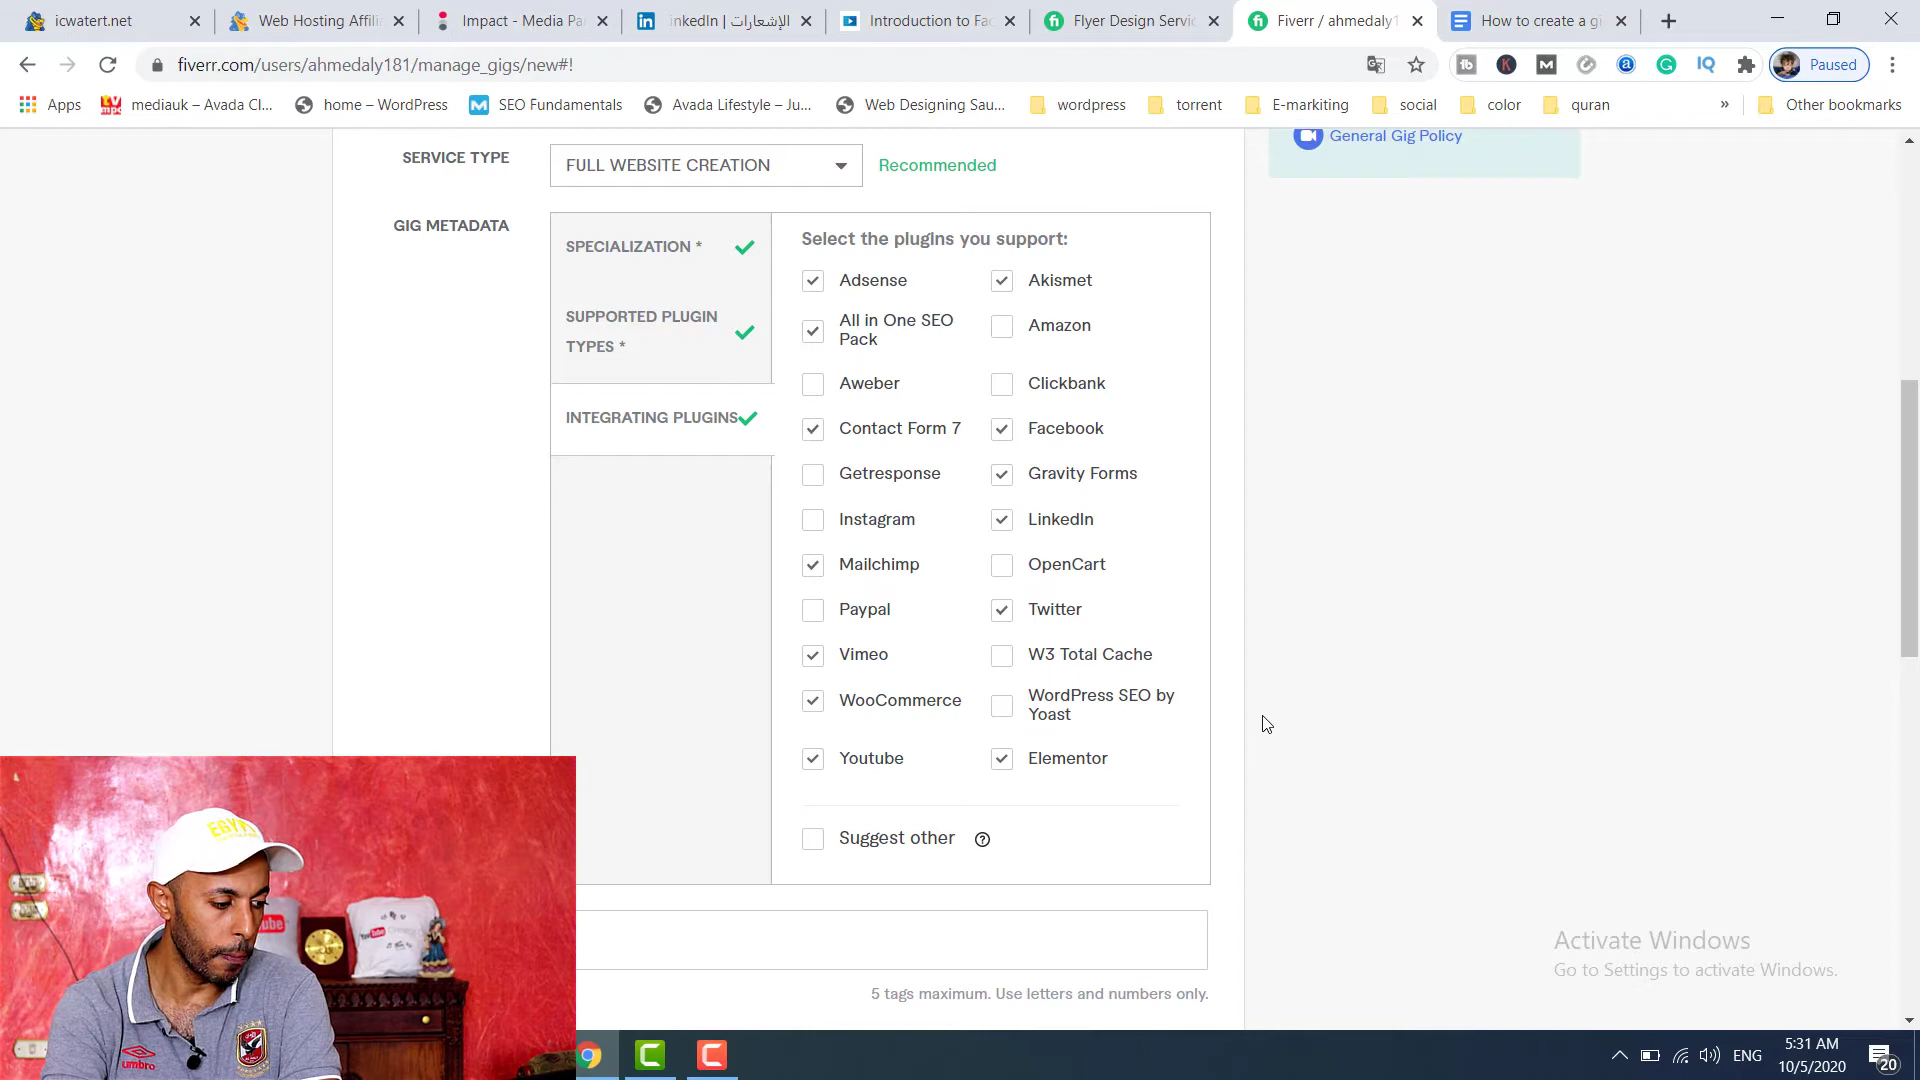 icwatert.net
Web Hosting Affili
Impact - Media Pa
inkedIn | الإشعارات
Introduction to Fac
Flyer Design Servic
Fiverr / ahmedaly1
How to create a gi
fiverr.com/users/ahmedaly181/manage_gigs/new#!
Paused
Apps
mediauk – Avada Cl...
home – WordPress
SEO Fundamentals
Avada Lifestyle – Ju...
Web Designing Sau...
wordpress
torrent
E-markiting
social
color
quran
»
Other bookmarks
General Gig Policy
SERVICE TYPE
FULL WEBSITE CREATION
Recommended
GIG METADATA
SPECIALIZATION *
SUPPORTED PLUGIN
TYPES *
INTEGRATING PLUGINS
Select the plugins you support:
Adsense
Akismet
All in One SEO
Pack
Amazon
Aweber
Clickbank
Contact Form 7
Facebook
Getresponse
Gravity Forms
Instagram
LinkedIn
Mailchimp
OpenCart
Paypal
Twitter
Vimeo
W3 Total Cache
WooCommerce
WordPress SEO by
Yoast
Youtube
Elementor
Suggest other
5 tags maximum. Use letters and numbers only.
Activate Windows
Go to Settings to activate Windows.
EGYPT
umbro
ENG
5:31 AM
10/5/2020
20